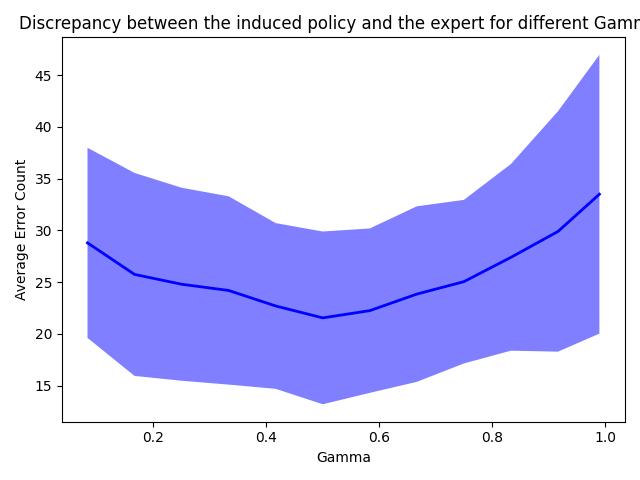 Discrepancy between the induced policy and the expert for different
45
40
35
30
25
20
15
Average Error Count
0.2 0.4 0.6 0.8 1.0
Gamma